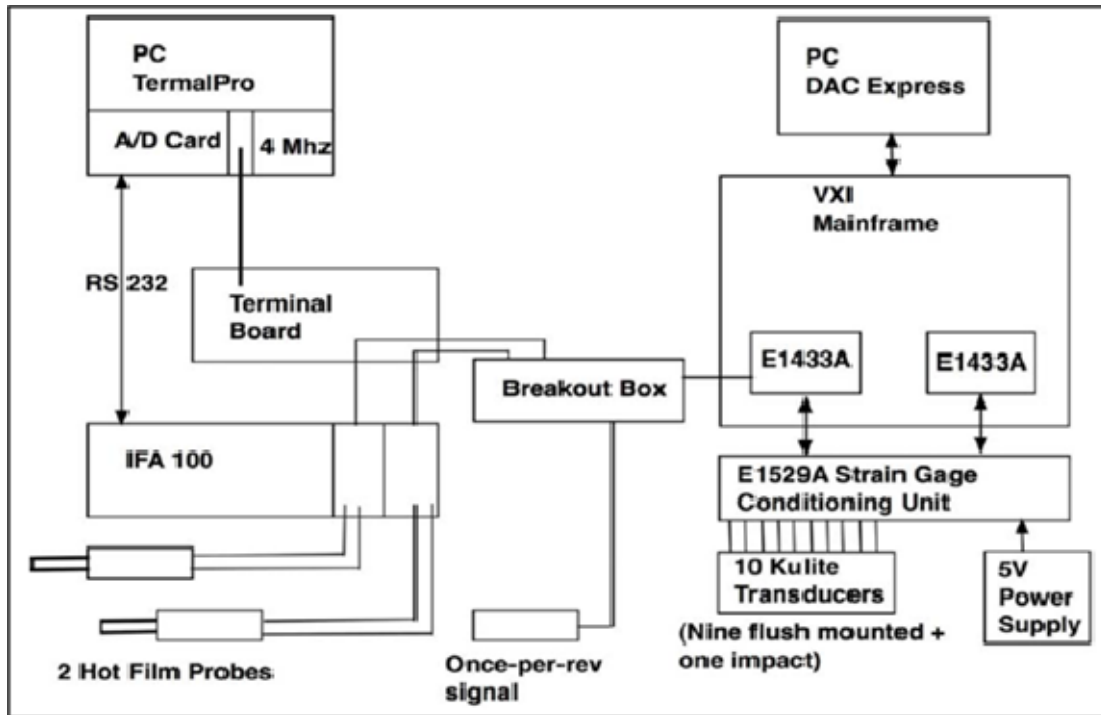 PC
TermalPro
A/D Card
4 Mhz
PC
DAC Express
VXI
Mainframe
RS 232
Terminal
Board
E1433A
E1433A
Breakout Box
IFA 100
E1529A Strain Gage
Conditioning Unit
10 Kulite
Transducers
5V
Power
Supply
(Nine flush mounted +
one impact)
2 Hot Film Probes
Once-per-rev
signal